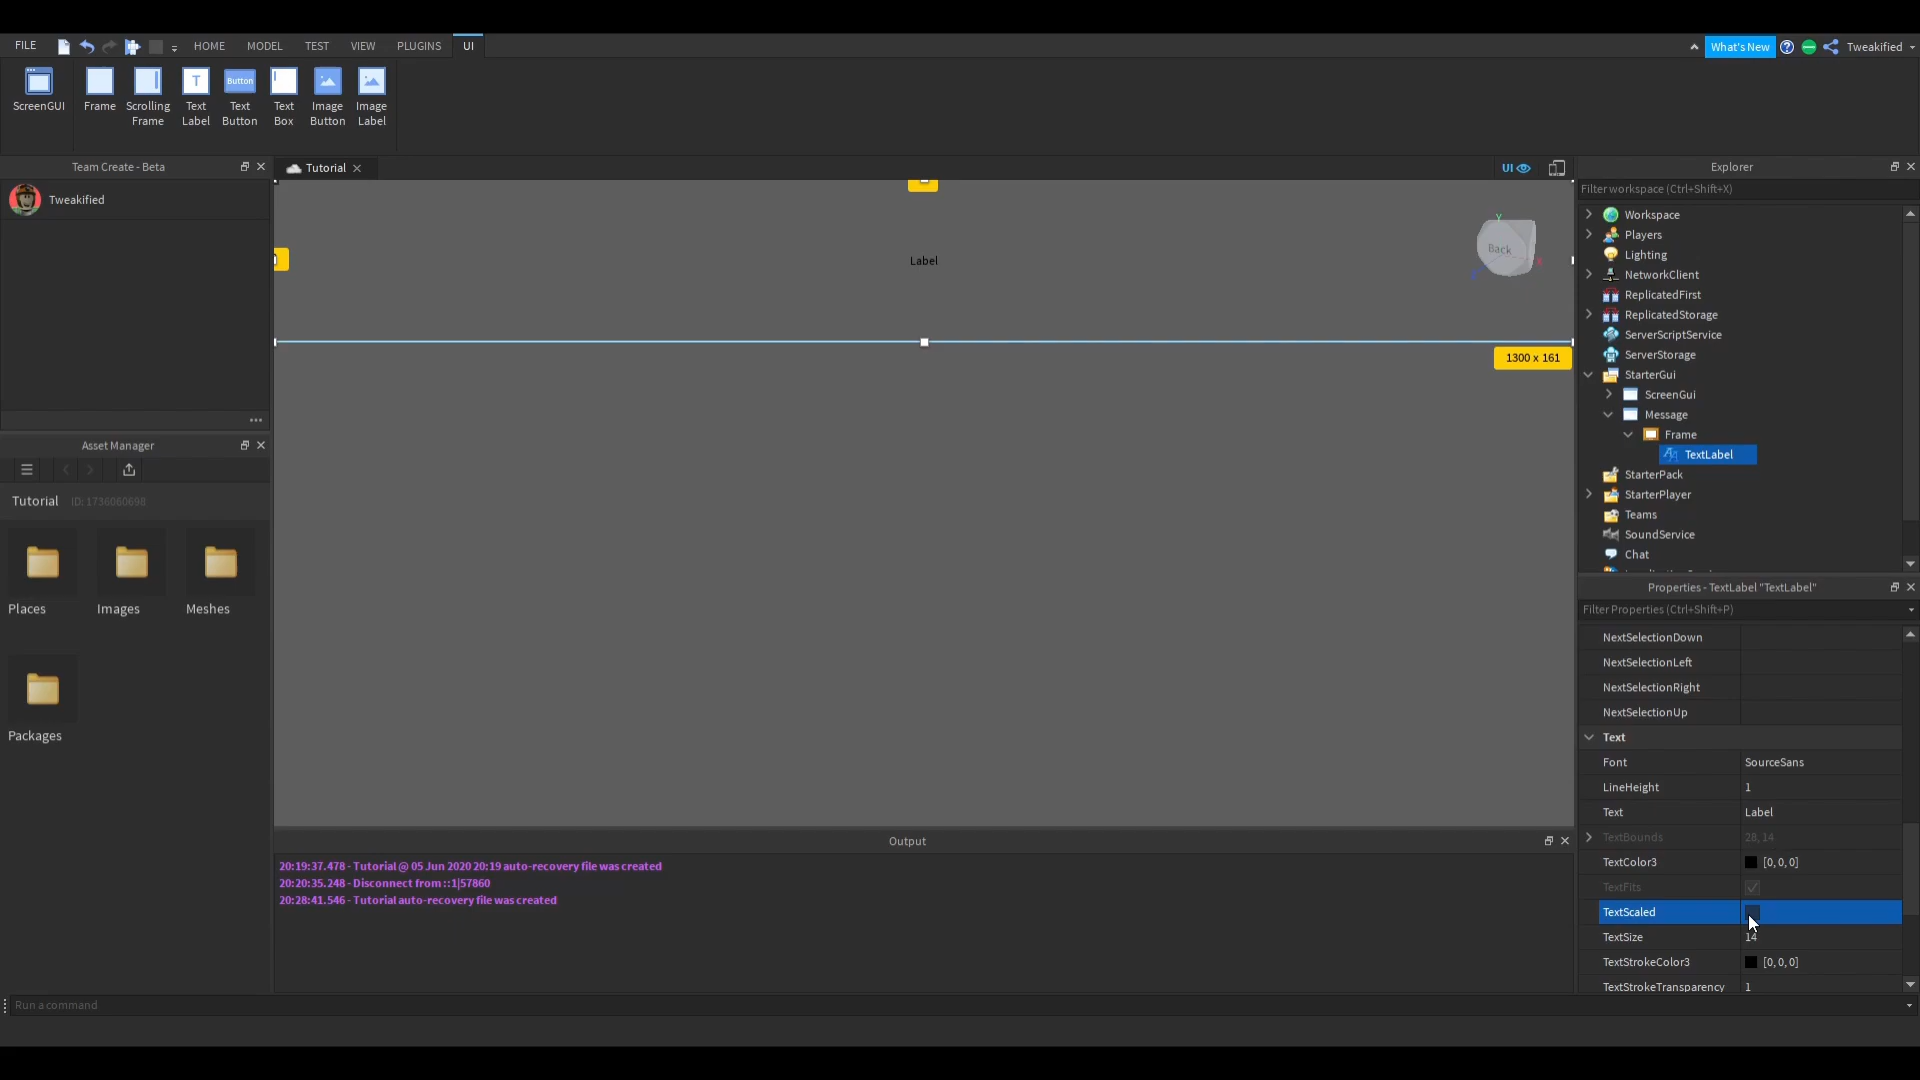 FILE
HOME
MODEL
TEST
VIEW
PLUGINS
UI
What's New
Tweakified
ScreenGUI
Frame
Scrolling
Frame
T
Text
Label
Button
Text
Button
Text
Box
Image
Button
Image
Label
Team Create - Beta
Tweakified
Asset Manager
Tutorial ID: 1736060698
Places
Images
Meshes
Packages
Tutorial
UI
Label
Y
Back
1300 x 161
Output
20:19:37.478 - Tutorial @ 05 Jun 2020 20:19 auto-recovery file was created
20:20:35.248 - Disconnect from ::1|57860
20:28:41.546 - Tutorial auto-recovery file was created
Run a command
Explorer
Filter workspace (Ctrl+Shift+X)
Workspace
Players
Lighting
NetworkClient
ReplicatedFirst
ReplicatedStorage
ServerScriptService
ServerStorage
StarterGui
ScreenGui
Message
Frame
TextLabel
StarterPack
StarterPlayer
Teams
SoundService
Chat
Properties - TextLabel "TextLabel"
Filter Properties (Ctrl+Shift+P)
NextSelectionDown
NextSelectionLeft
NextSelectionRight
NextSelectionUp
Text
Font SourceSans
LineHeight 1
Text Label
TextBounds 28, 14
TextColor3 [0, 0, 0]
TextFits
TextScaled
TextSize 14
TextStrokeColor3 [0, 0, 0]
TextStrokeTransparency 1